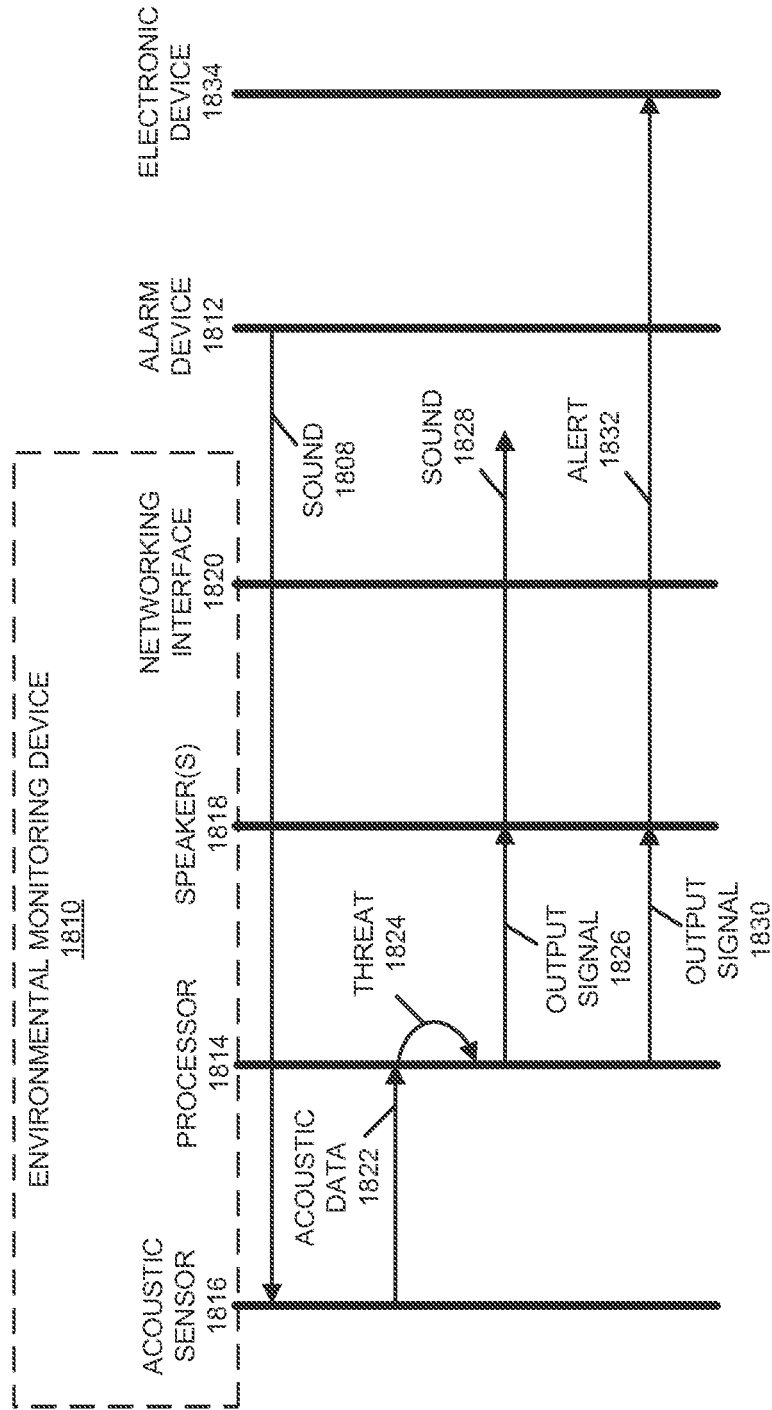 ENVIRONMENTAL MONITORING DEVICE
1810
ACOUSTIC
SENSOR
1816
PROCESSOR
1814
SPEAKER(S)
1818
NETWORKING
INTERFACE
1820
ALARM
DEVICE
1812
ELECTRONIC
DEVICE
1834
SOUND
1808
ACOUSTIC
DATA
1822
THREAT
1824
OUTPUT
SIGNAL
1826
SOUND
1828
OUTPUT
SIGNAL
1830
ALERT
1832